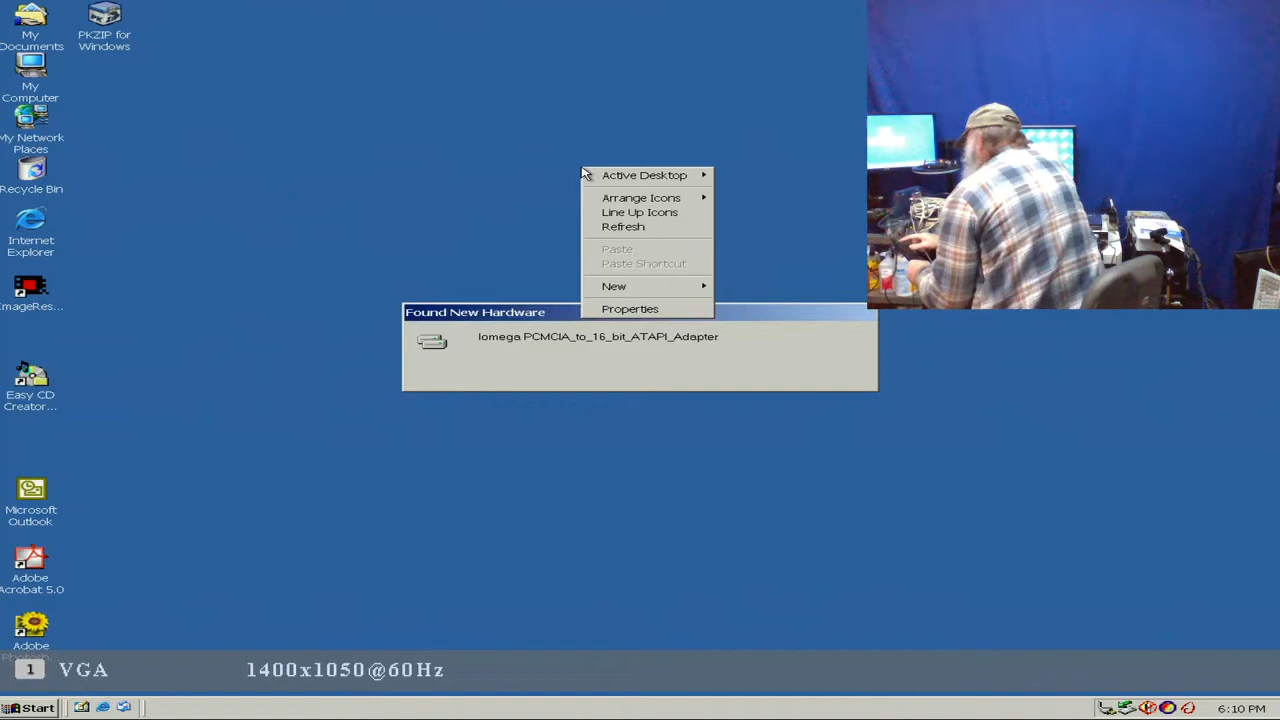 My
Documents
PKZIP for
Windows
My
Computer
My Network
Places
Recycle Bin
Internet
Explorer
ImageRes...
Easy CD
Creator...
Microsoft
Outlook
Adobe
Acrobat 5.0
Adobe
Active Desktop
Arrange Icons
Line Up Icons
Refresh
Paste
Paste Shortcut
New
Properties
Found New Hardware
Iomega PCMCIA_to_16_bit_ATAPI_Adapter
1 VGA 1400x1050@60Hz
Start
6:10 PM